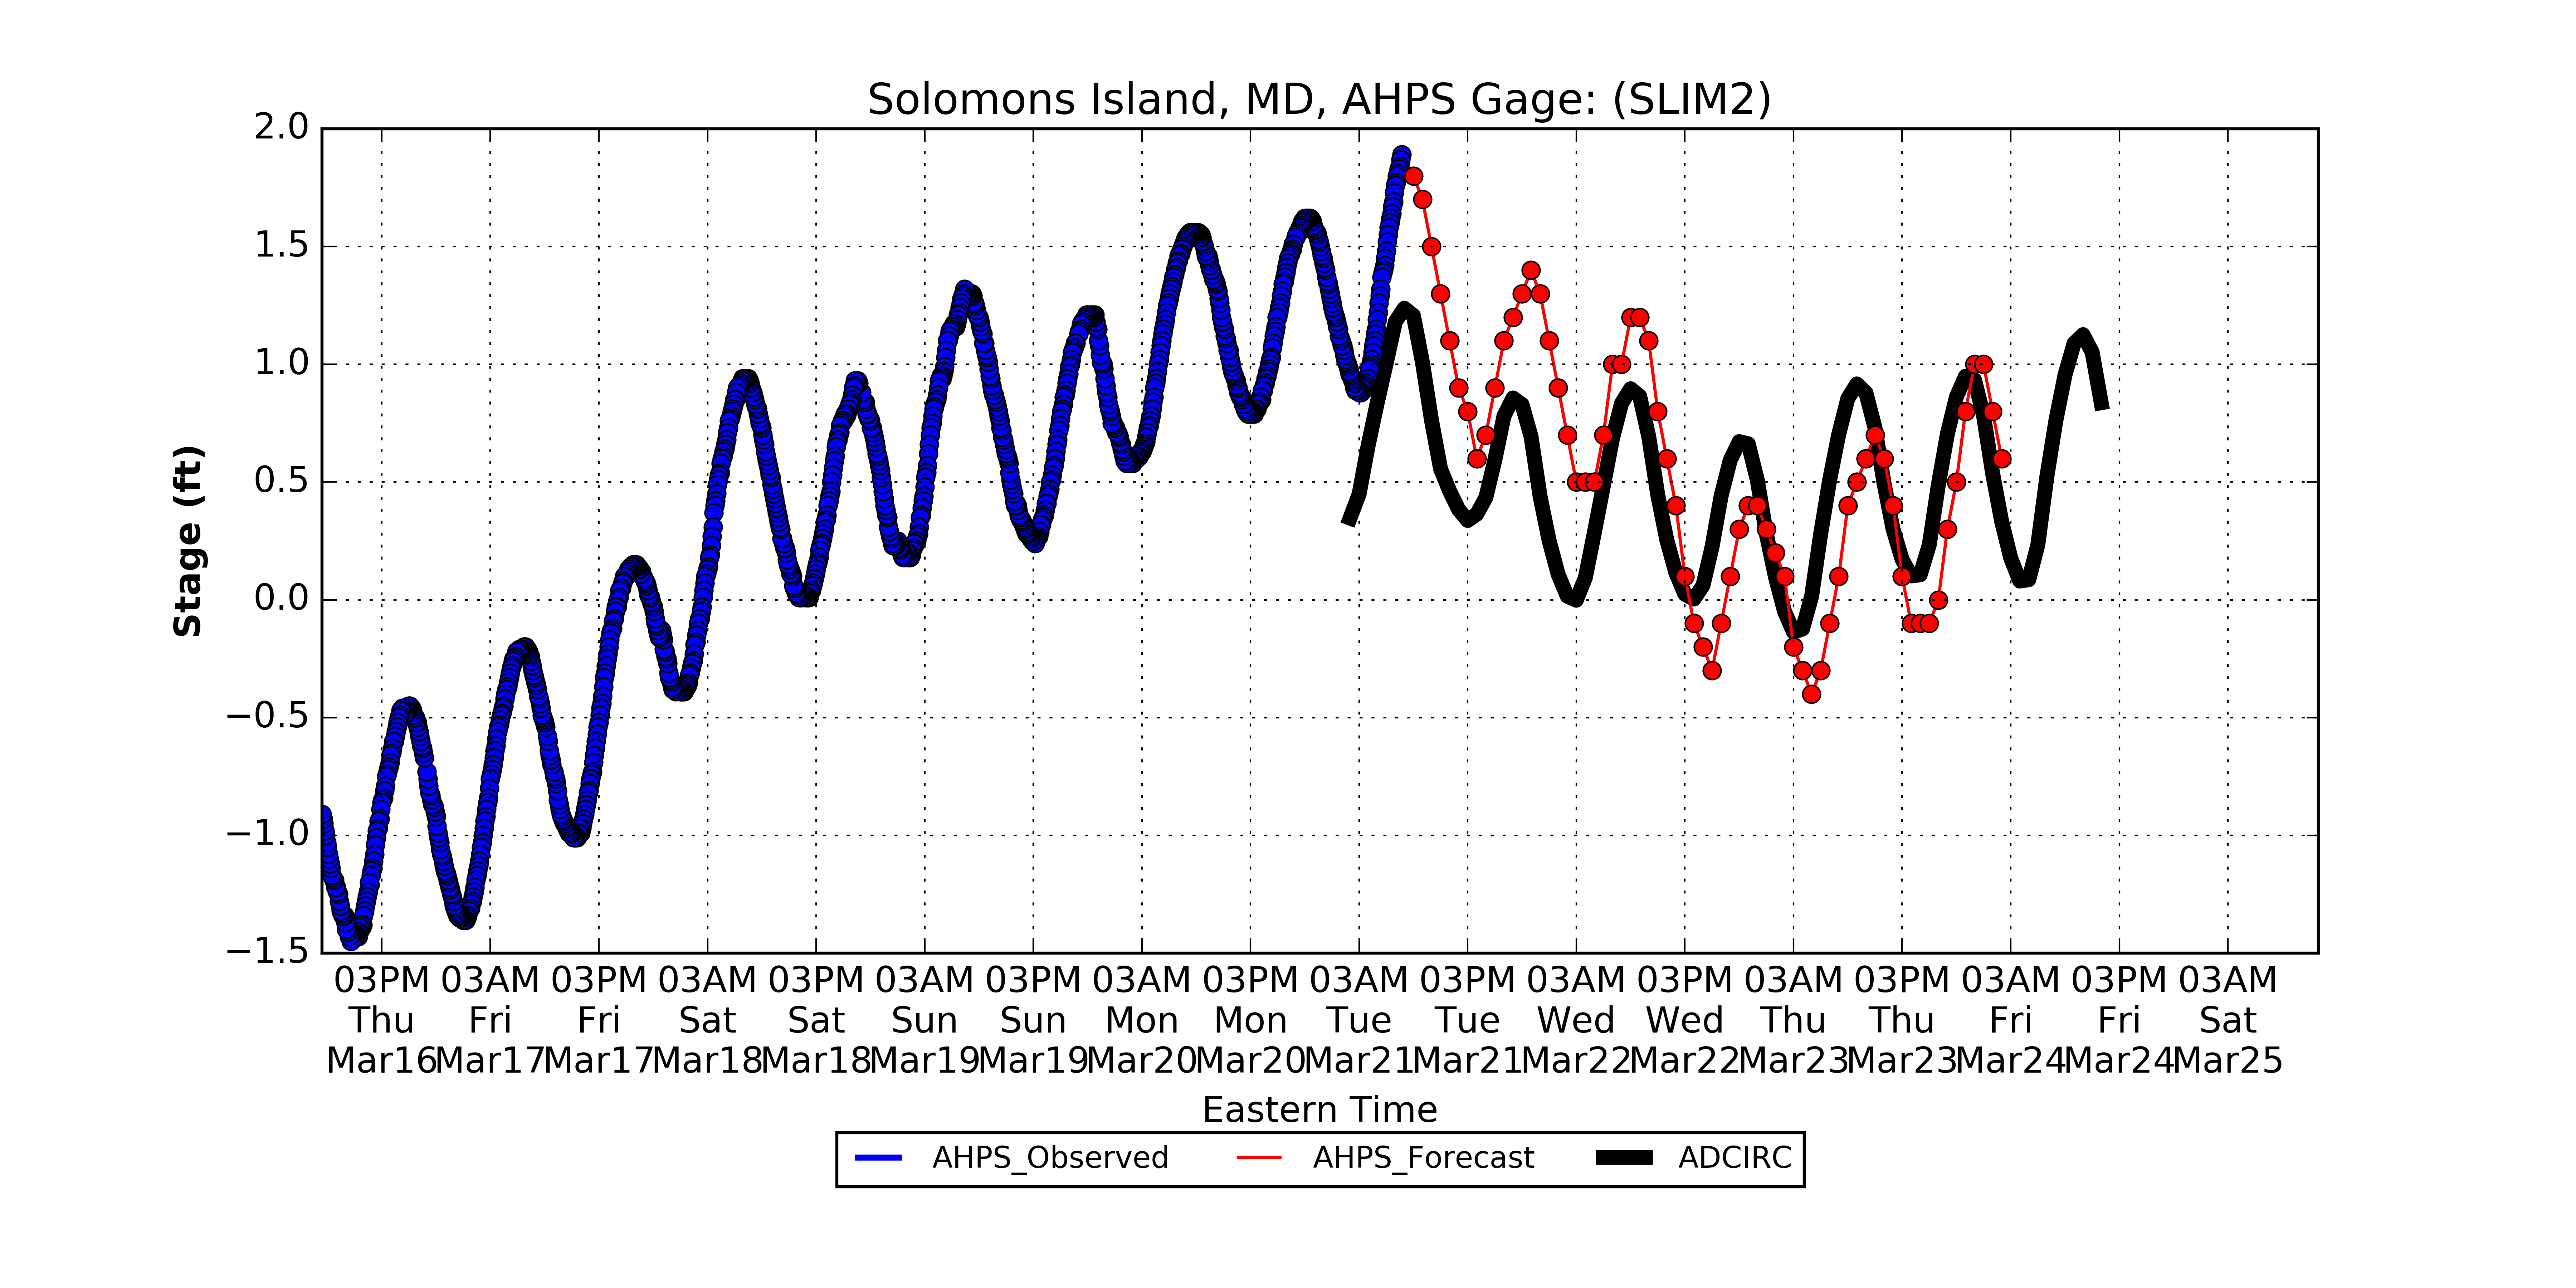 Solomons Island, MD, AHPS Gage: (SLIM2)
Stage (ft)
2.0
1.5
1.0
0.5
0.0
−0.5
−1.0
−1.5
03PM 03AM 03PM 03AM 03PM 03AM 03PM 03AM 03PM 03AM 03PM 03AM 03PM 03AM 03PM 03AM 03PM 03AM
Thu Fri Fri Sat Sat Sun Sun Mon Mon Tue Tue Wed Wed Thu Thu Fri Fri Sat
Mar16 Mar17 Mar17 Mar18 Mar18 Mar19 Mar19 Mar20 Mar20 Mar21 Mar21 Mar22 Mar22 Mar23 Mar23 Mar24 Mar24 Mar25
Eastern Time
AHPS_Observed AHPS_Forecast ADCIRC